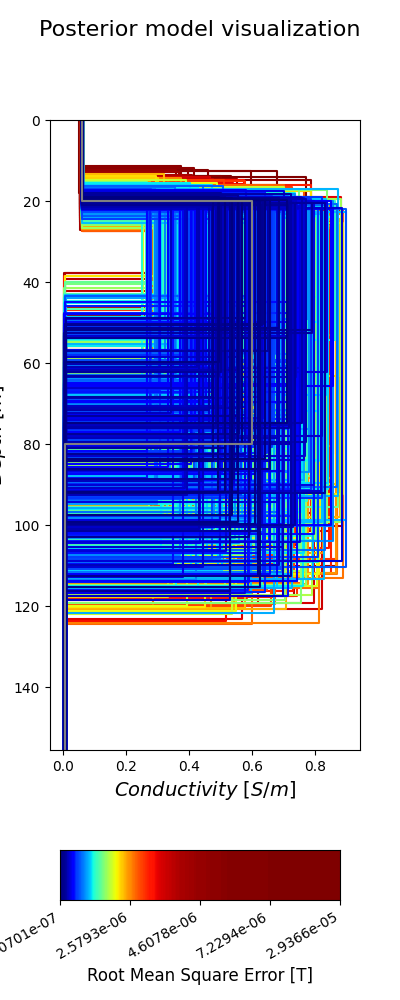 Posterior model visualization
0
20
40
60
80
100
120
140
0.0 0.2 0.4 0.6 0.8
Conductivity [S/m]
2.5793e-06 4.6078e-06 7.2294e-06 2.9366e-05
Root Mean Square Error [T]